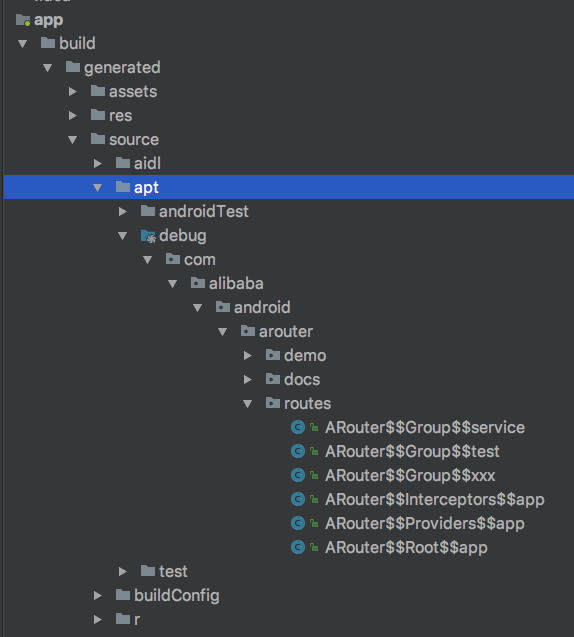 app
build
generated
assets
res
source
aidl
apt
androidTest
debug
com
alibaba
android
arouter
demo
docs
routes
ARouter$$Group$$service
ARouter$$Group$$test
ARouter$$Group$$xxx
ARouter$$Interceptors$$app
ARouter$$Providers$$app
ARouter$$Root$$app
test
buildConfig
r